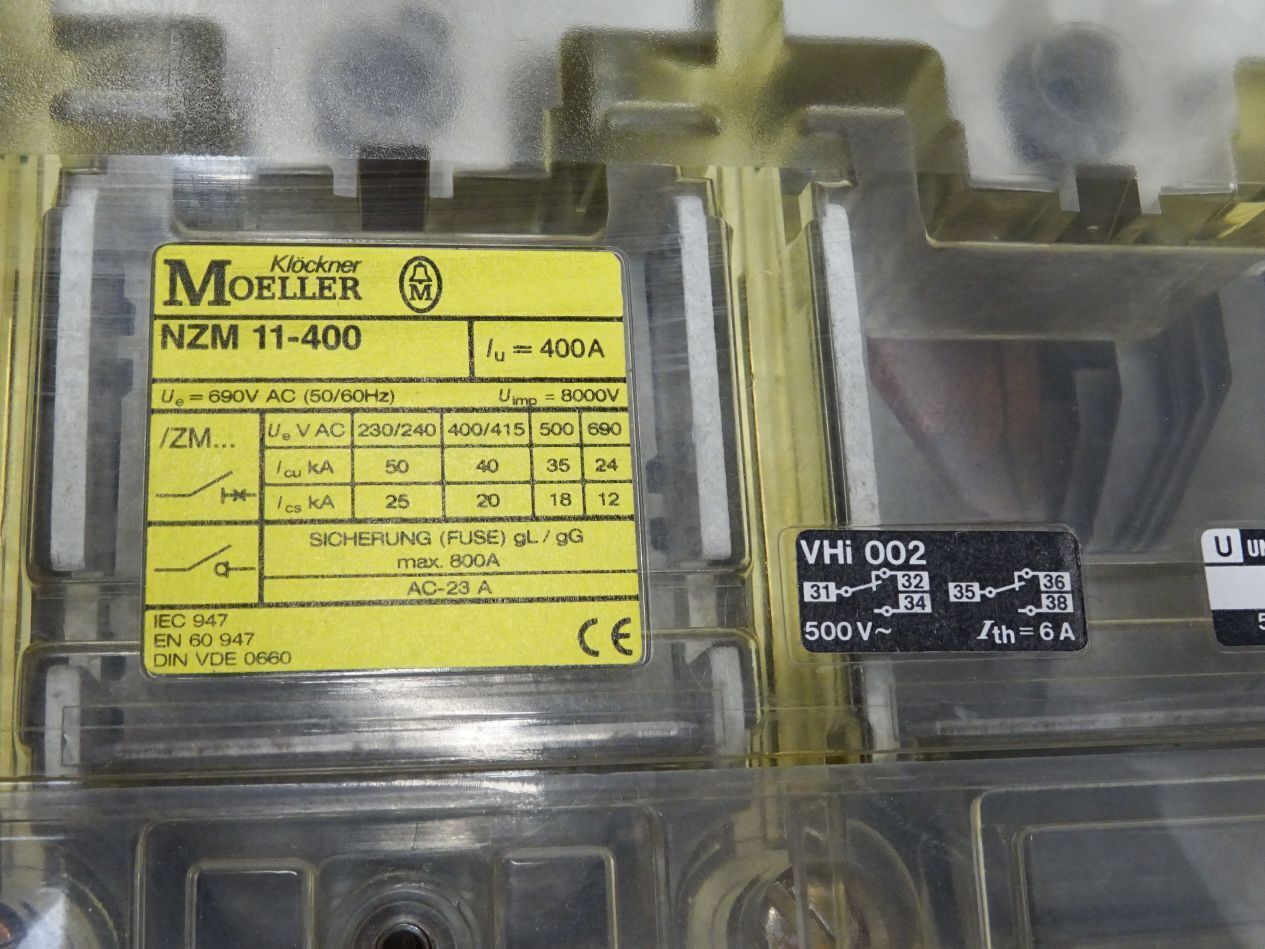 Klöckner
MOELLER
M
NZM 11-400
Iu = 400A
Ue = 690V AC (50/60Hz) Uimp = 8000V
/ZM...
Ue V AC 230/240 400/415 500 690
Icu kA 50 40 35 24
Ics kA 25 20 18 12
SICHERUNG (FUSE) gL / gG
max. 800A
AC-23 A
IEC 947
EN 60 947
DIN VDE 0660
CE
VHi 002
31 32 35 36
34 38
500 V~ Ith = 6 A
U